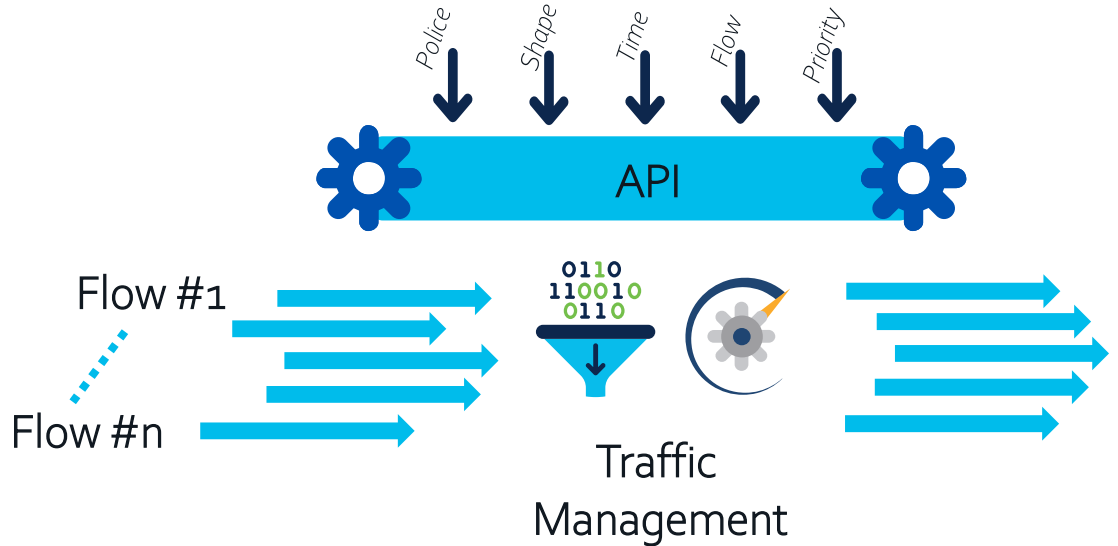 Police
Shape
Time
Flow
Priority
API
0110
110010
0110
Flow #1
Flow #n
Traffic
Management